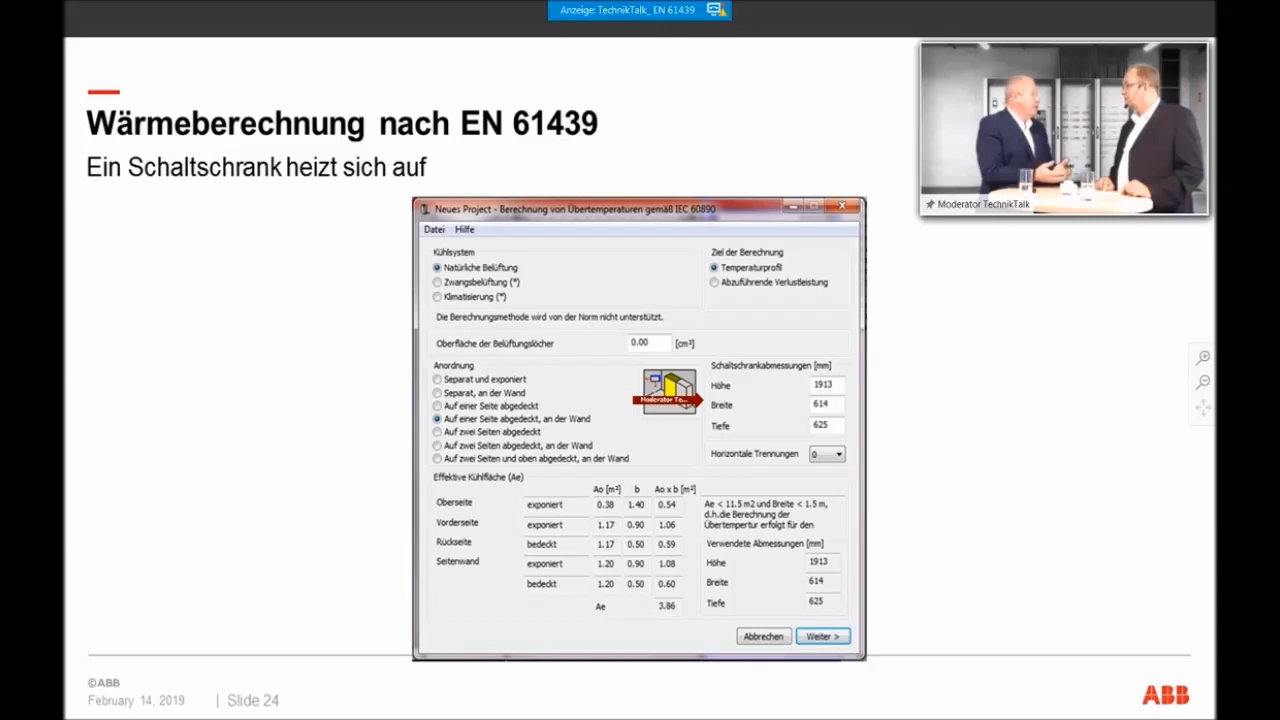 Anzeige: TechnikTalk_ EN 61439
Wärmeberechnung nach EN 61439
Ein Schaltschrank heizt sich auf
Moderator TechnikTalk
Neues Project - Berechnung von Übertemperaturen gemäß IEC 60890
Datei Hilfe
Kühlsystem
Natürliche Belüftung
Zwangsbelüftung (*)
Klimatisierung (*)
Ziel der Berechnung
Temperaturprofil
Abzuführende Verlustleistung
Die Berechnungsmethode wird von der Norm nicht unterstützt.
Oberfläche der Belüftungslöcher 0.00 [cm²]
Anordnung
Separat und exponiert
Separat, an der Wand
Auf einer Seite abgedeckt
Auf einer Seite abgedeckt, an der Wand
Auf zwei Seiten abgedeckt
Auf zwei Seiten abgedeckt, an der Wand
Auf zwei Seiten und oben abgedeckt, an der Wand
Moderator Te...
Schaltschrankabmessungen [mm]
Höhe 1913
Breite 614
Tiefe 625
Horizontale Trennungen 0
Effektive Kühlfläche (Ae)
Ao [m²] b Ao x b [m²]
Oberseite exponiert 0.38 1.40 0.54
Vorderseite exponiert 1.17 0.90 1.06
Rückseite bedeckt 1.17 0.50 0.59
Seitenwand exponiert 1.20 0.90 1.08
bedeckt 1.20 0.50 0.60
Ae 3.86
Ae < 11.5 m2 und Breite < 1.5 m,
d.h.die Berechnung der
Übertempertur erfolgt für den
Verwendete Abmessungen [mm]
Höhe 1913
Breite 614
Tiefe 625
Abbrechen Weiter >
©ABB
February 14, 2019 | Slide 24
ABB